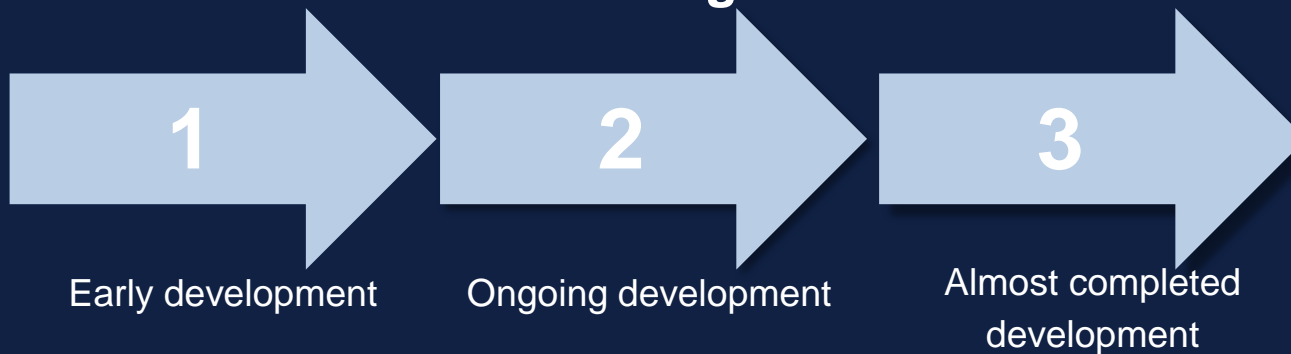 1
2
3
Early development
Ongoing development
Almost completed
development